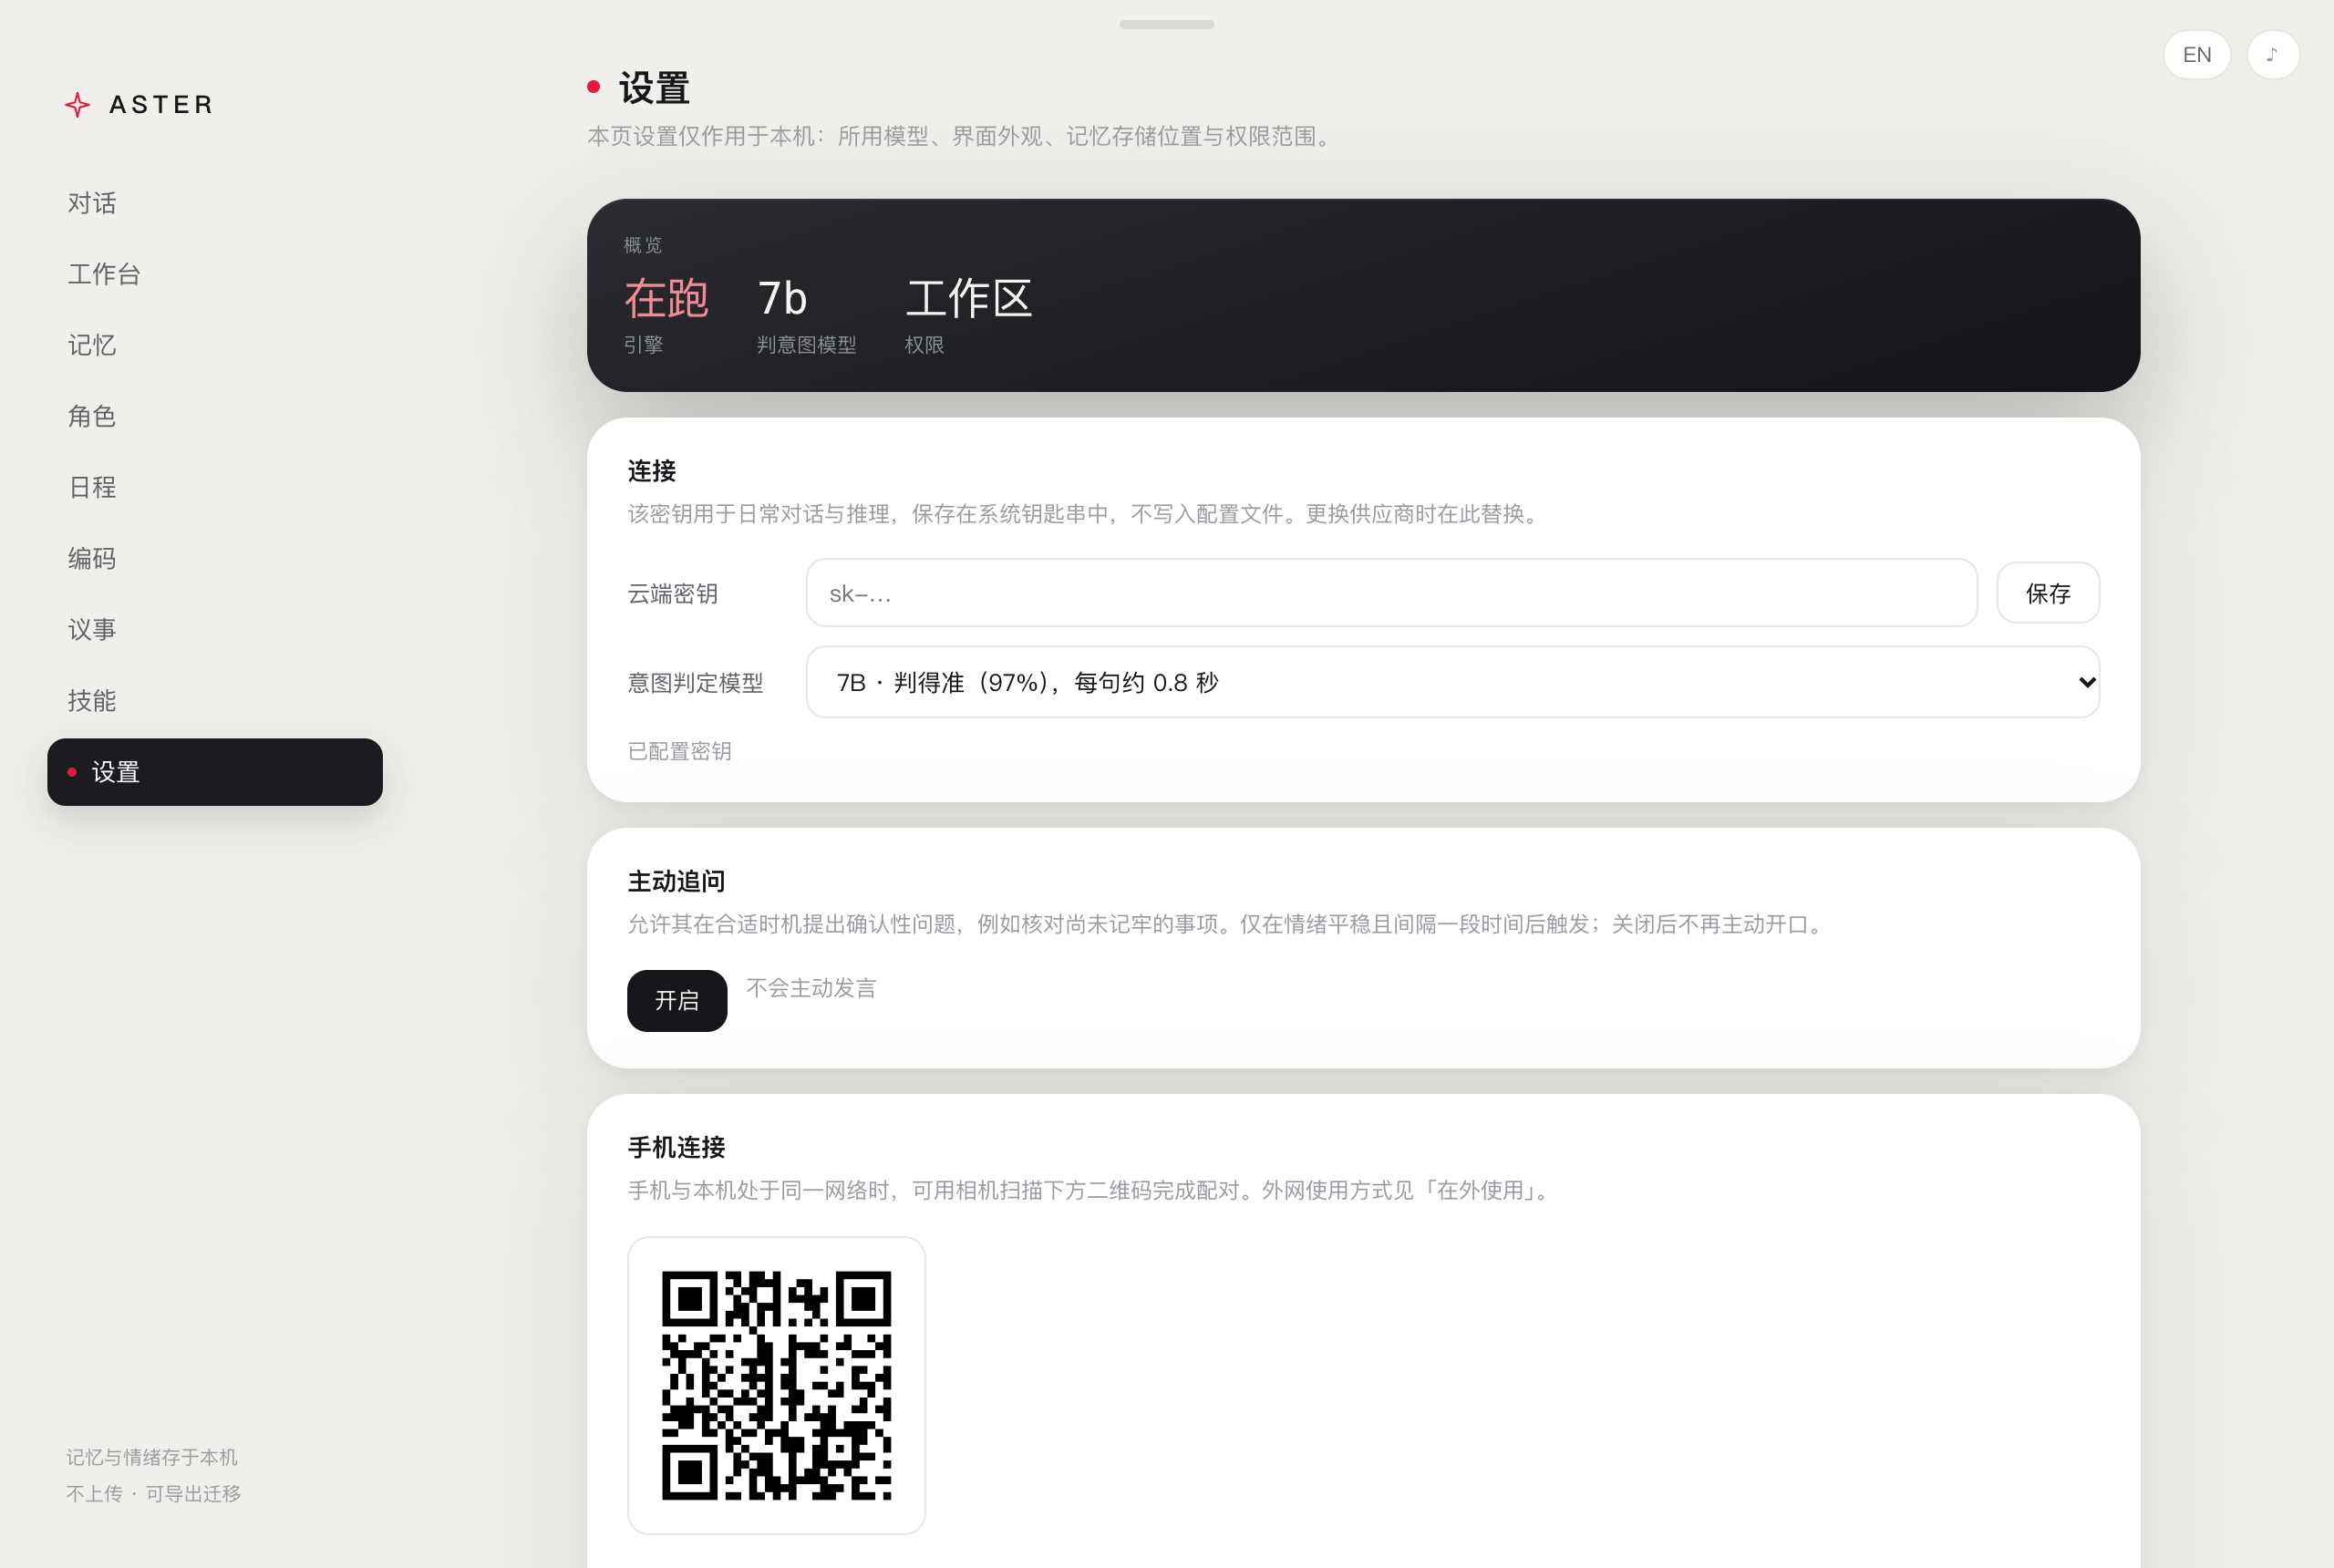 EN
♪
ASTER
对话
工作台
记忆
角色
日程
编码
议事
技能
设置
记忆与情绪存于本机
不上传 · 可导出迁移
设置
本页设置仅作用于本机：所用模型、界面外观、记忆存储位置与权限范围。
概览
在跑 7b 工作区
引擎 判意图模型 权限
连接
该密钥用于日常对话与推理，保存在系统钥匙串中，不写入配置文件。更换供应商时在此替换。
云端密钥 sk-... 保存
意图判定模型 7B · 判得准（97%），每句约 0.8 秒
已配置密钥
主动追问
允许其在合适时机提出确认性问题，例如核对尚未记牢的事项。仅在情绪平稳且间隔一段时间后触发；关闭后不再主动开口。
开启 不会主动发言
手机连接
手机与本机处于同一网络时，可用相机扫描下方二维码完成配对。外网使用方式见「在外使用」。